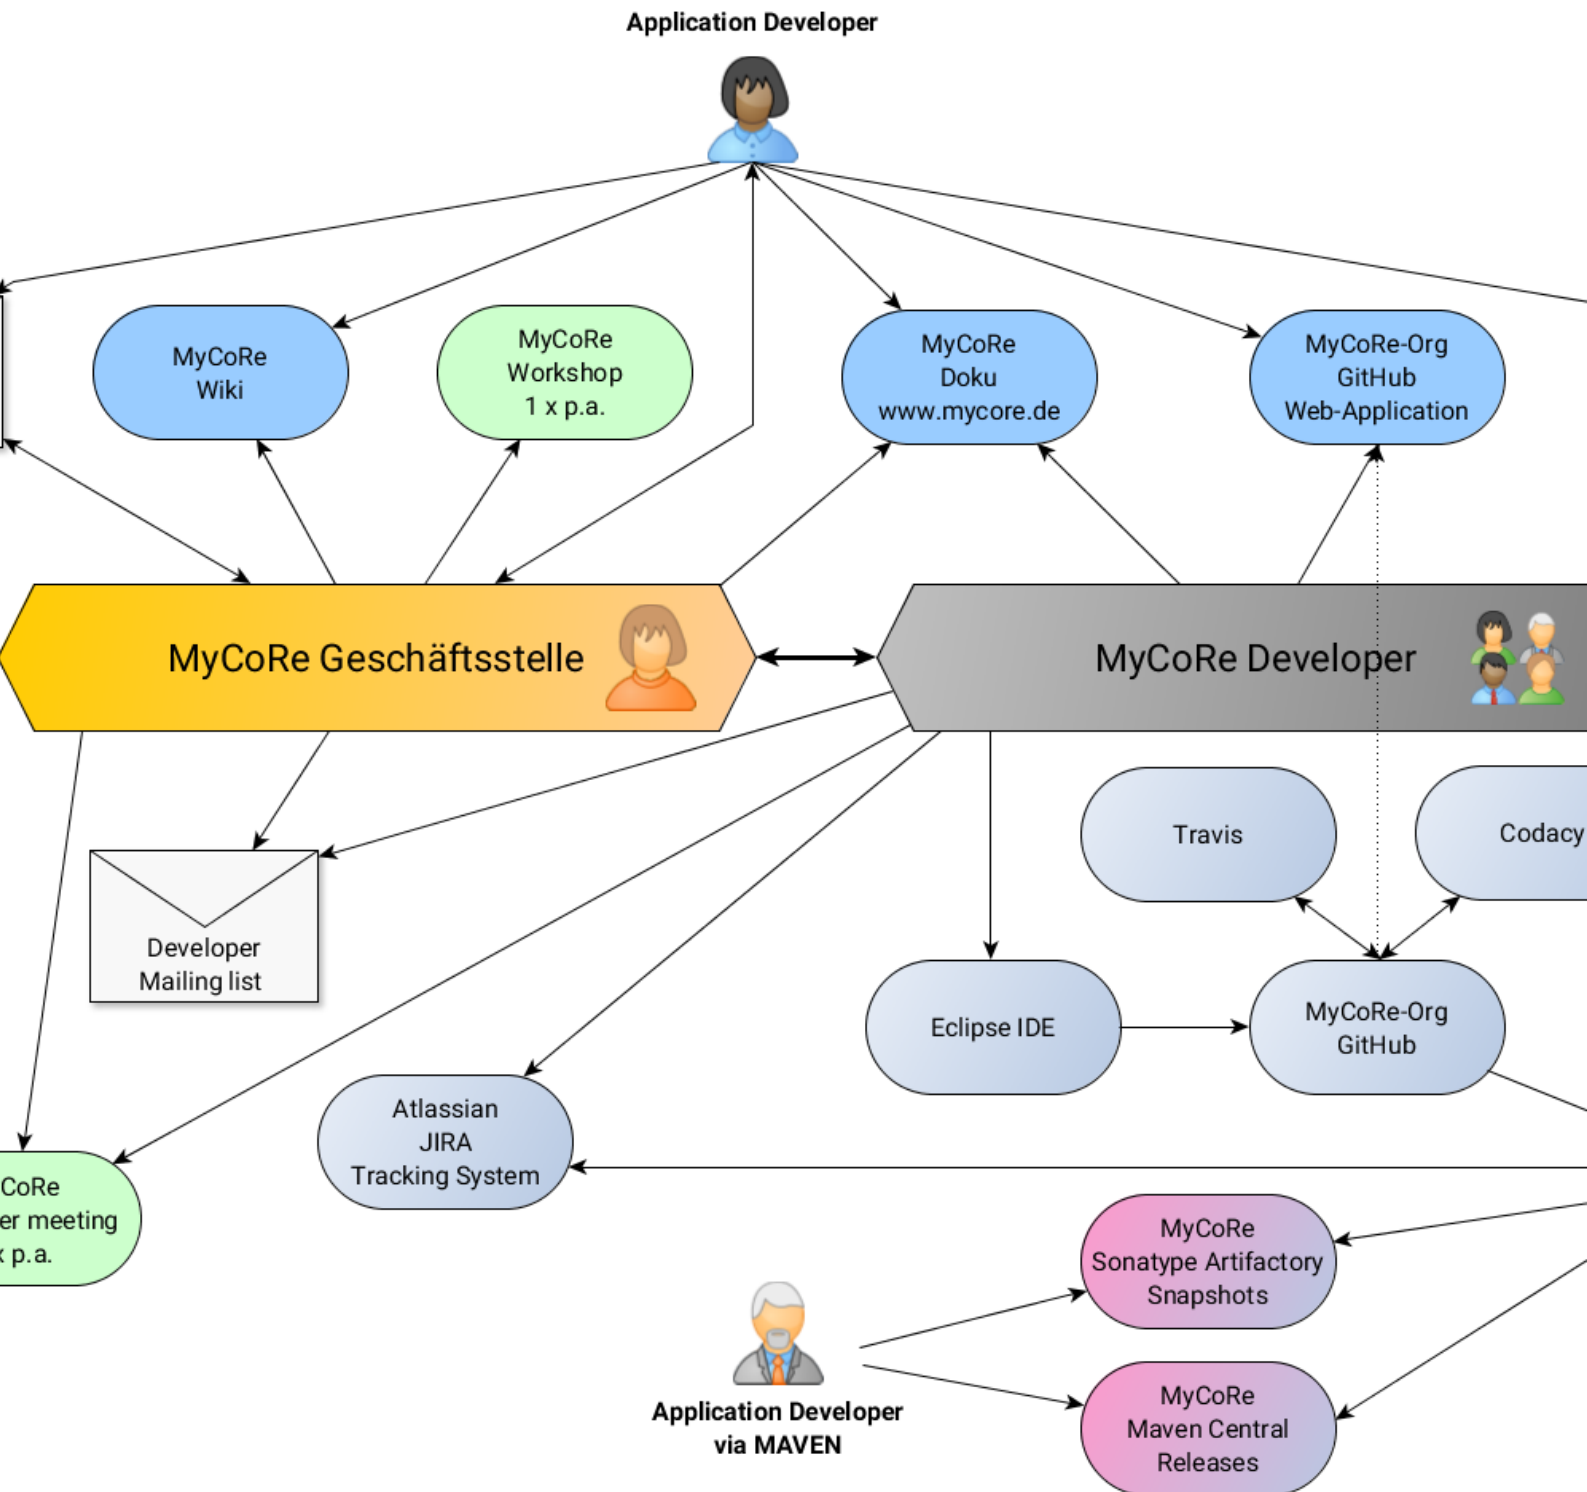 Application Developer
MyCoRe
Wiki
MyCoRe
Workshop
1 x p.a.
MyCoRe
Doku
www.mycore.de
MyCoRe-Org
GitHub
Web-Application
MyCoRe Geschäftsstelle
MyCoRe Developer
Travis
Codacy
Developer
Mailing list
Eclipse IDE
MyCoRe-Org
GitHub
Atlassian
JIRA
Tracking System
CoRe
er meeting
x p.a.
MyCoRe
Sonatype Artifactory
Snapshots
Application Developer
via MAVEN
MyCoRe
Maven Central
Releases